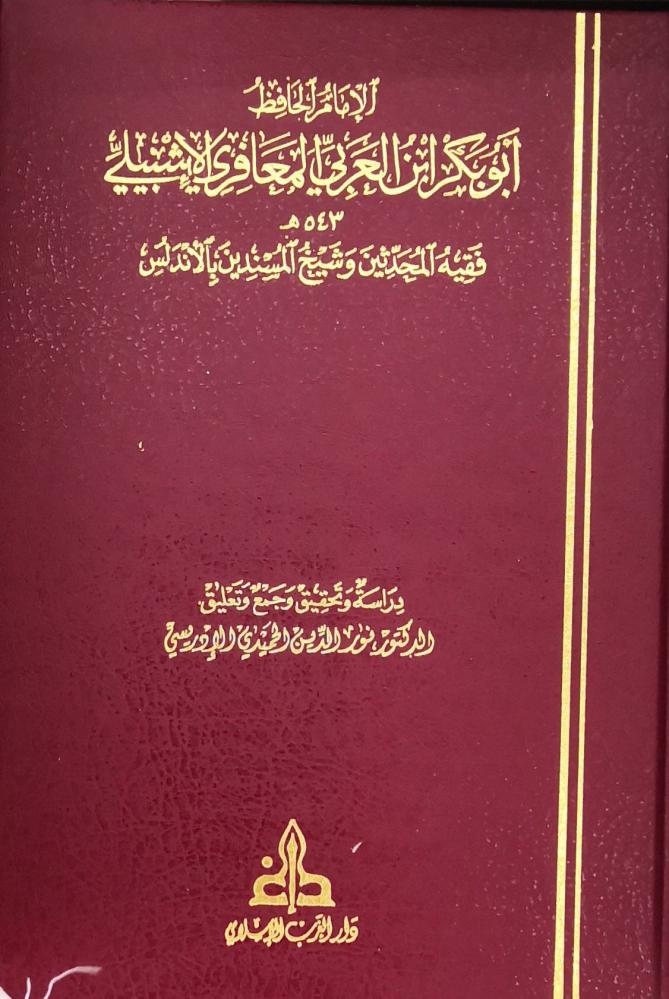 الإمام الحافظ
أبو بكر ابن العربي المعافري الإشبيلي
٥٤٣ هـ
فقيه المحدثين وشيخ المسندين بالأندلس
دراسة وتحقيق وجمع وتعليق
الدكتور نور الدين الحميدي الإدريسي
دار الغرب الإسلامي